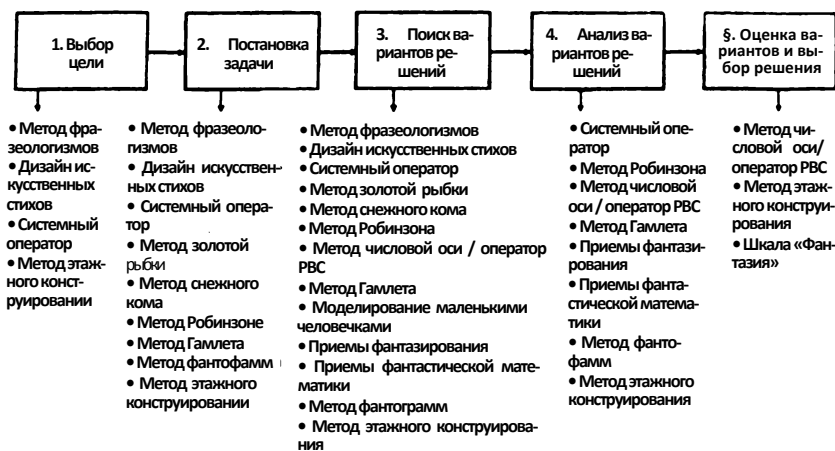 1. Выбор
цели
2. Постановка
задачи
3. Поиск ва-
риантов ре-
шений
4. Анализ ва-
риантов ре-
шений
§. Оценка ва-
риантов и вы-
бор решения
• Метод фра-
зеологизмов
• Дизайн ис-
кусственных
стихов
• Системный
оператор
• Метод этаж-
ного конст-
руировании
• Метод фразеоло-
гизмов
• Дизайн искусствен-
ных стихов
• Системный опера-
тор
• Метод золотой
рыбки
• Метод снежного
кома
• Метод Робинзоне
• Метод Гамлета
• Метод фантофамм
• Метод этажного
конструировании
• Метод фразеологизмов
• Дизайн искусственных стихов
• Системный оператор
• Метод золотой рыбки
• Метод снежного кома
• Метод Робинзона
• Метод числовой оси / оператор
РВС
• Метод Гамлета
• Моделирование маленькими
человечками
• Приемы фантазирования
• Приемы фантастической мате-
матики
• Метод фантограмм
• Метод этажного конструирова-
ния
• Системный опе-
ратор
• Метод Робинзона
• Метод числовой
оси / оператор РВС
• Метод Гамлета
• Приемы фантази-
рования
• Приемы фанта-
стической матема-
тики
• Метод фанто-
фамм
• Метод этажного
конструирования
• Метод чи-
словой оси/
оператор РВС
• Метод этаж-
ного конструи-
рования
• Шкала «Фан-
тазия»